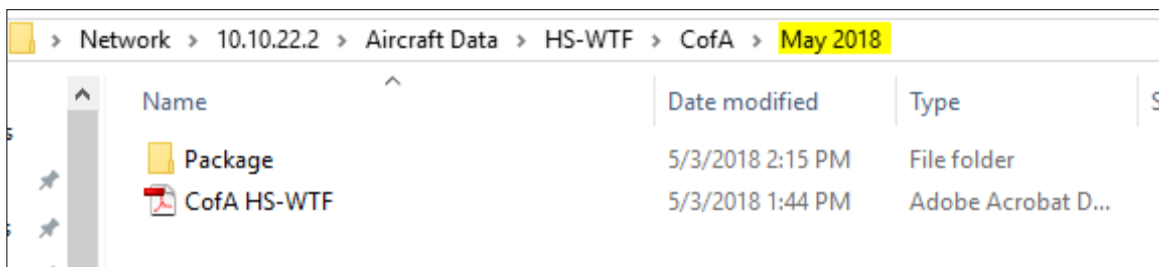 > Network > 10.10.22.2 > Aircraft Data > HS-WTF > CofA > May 2018
Name Date modified Type S
Package 5/3/2018 2:15 PM File folder
CofA HS-WTF 5/3/2018 1:44 PM Adobe Acrobat D...